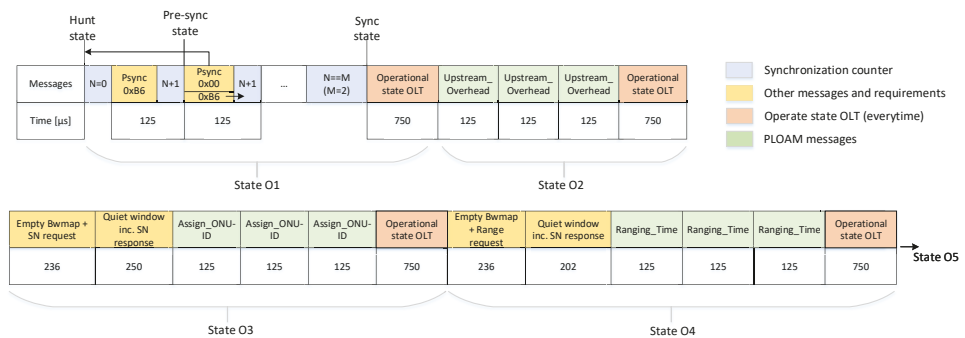 Hunt
state
Pre-sync
state
Sync
state
Messages
N=0
Psync
0xB6
N+1
Psync
0x00
0xB6
N+1
...
N==M
(M=2)
Operational
state OLT
Upstream_
Overhead
Upstream_
Overhead
Upstream_
Overhead
Operational
state OLT
Time [µs]
125
125
750
125
125
125
750
State O1
State O2
Synchronization counter
Other messages and requirements
Operate state OLT (everytime)
PLOAM messages
Empty Bwmap +
SN request
Quiet window
inc. SN
response
Assign_ONU-
ID
Assign_ONU-
ID
Assign_ONU-
ID
Operational
state OLT
Empty Bwmap
+ Range
request
Quiet window
inc. SN response
Ranging_Time
Ranging_Time
Ranging_Time
Operational
state OLT
State O5
236
250
125
125
125
750
236
202
125
125
125
750
State O3
State O4